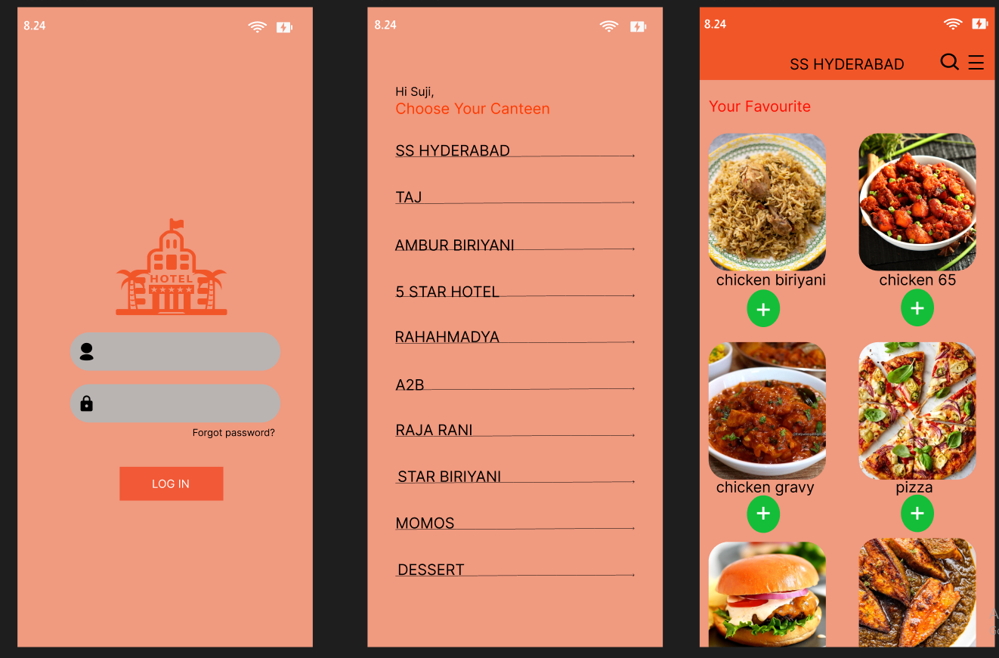 8.24
HOTEL
Forgot password?
LOG IN
8.24
Hi Suji,
Choose Your Canteen
SS HYDERABAD
TAJ
AMBUR BIRIYANI
5 STAR HOTEL
RAHAHMADYA
A2B
RAJA RANI
STAR BIRIYANI
MOMOS
DESSERT
8.24
SS HYDERABAD
Your Favourite
chicken biriyani
chicken 65
chicken gravy
pizza